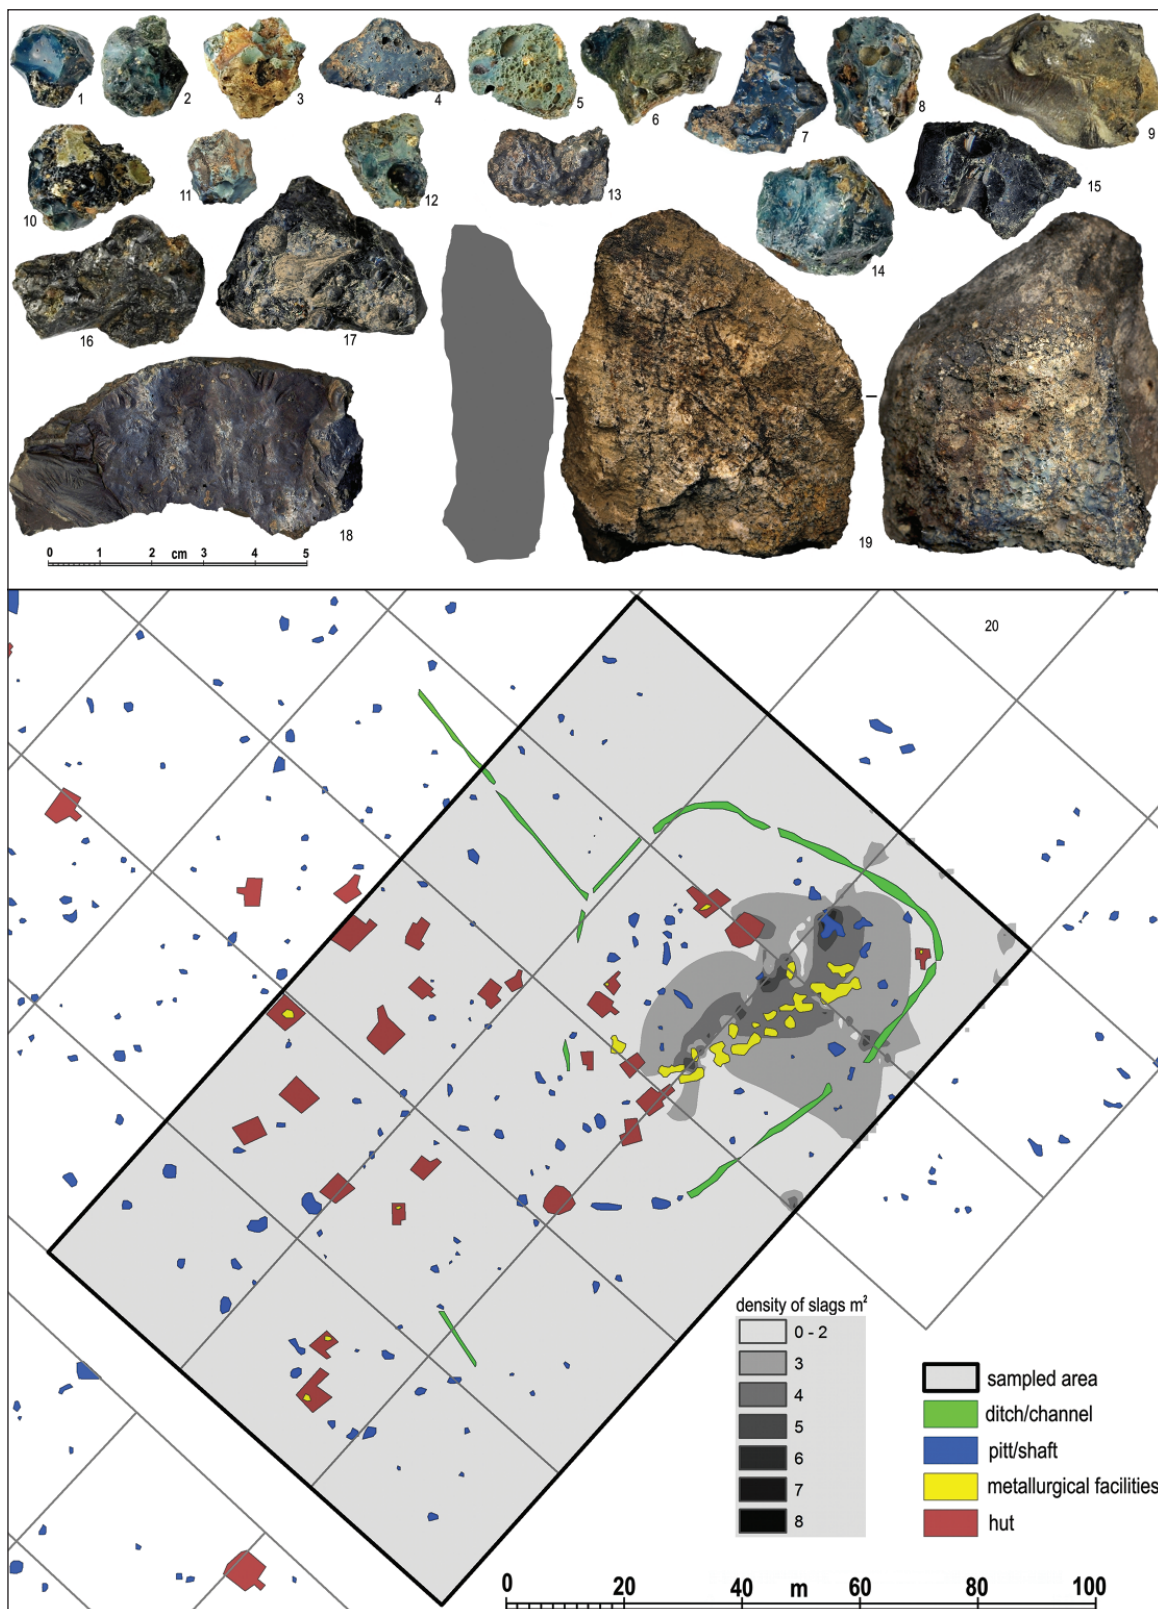 1
2
3
4
5
6
7
8
9
10
11
12
13
14
15
16
17
18
19
0 1 2 cm 3 4 5
20
density of slags m²
0 - 2
3
4
5
6
7
8
sampled area
ditch/channel
pitt/shaft
metallurgical facilities
hut
0 20 40 m 60 80 100